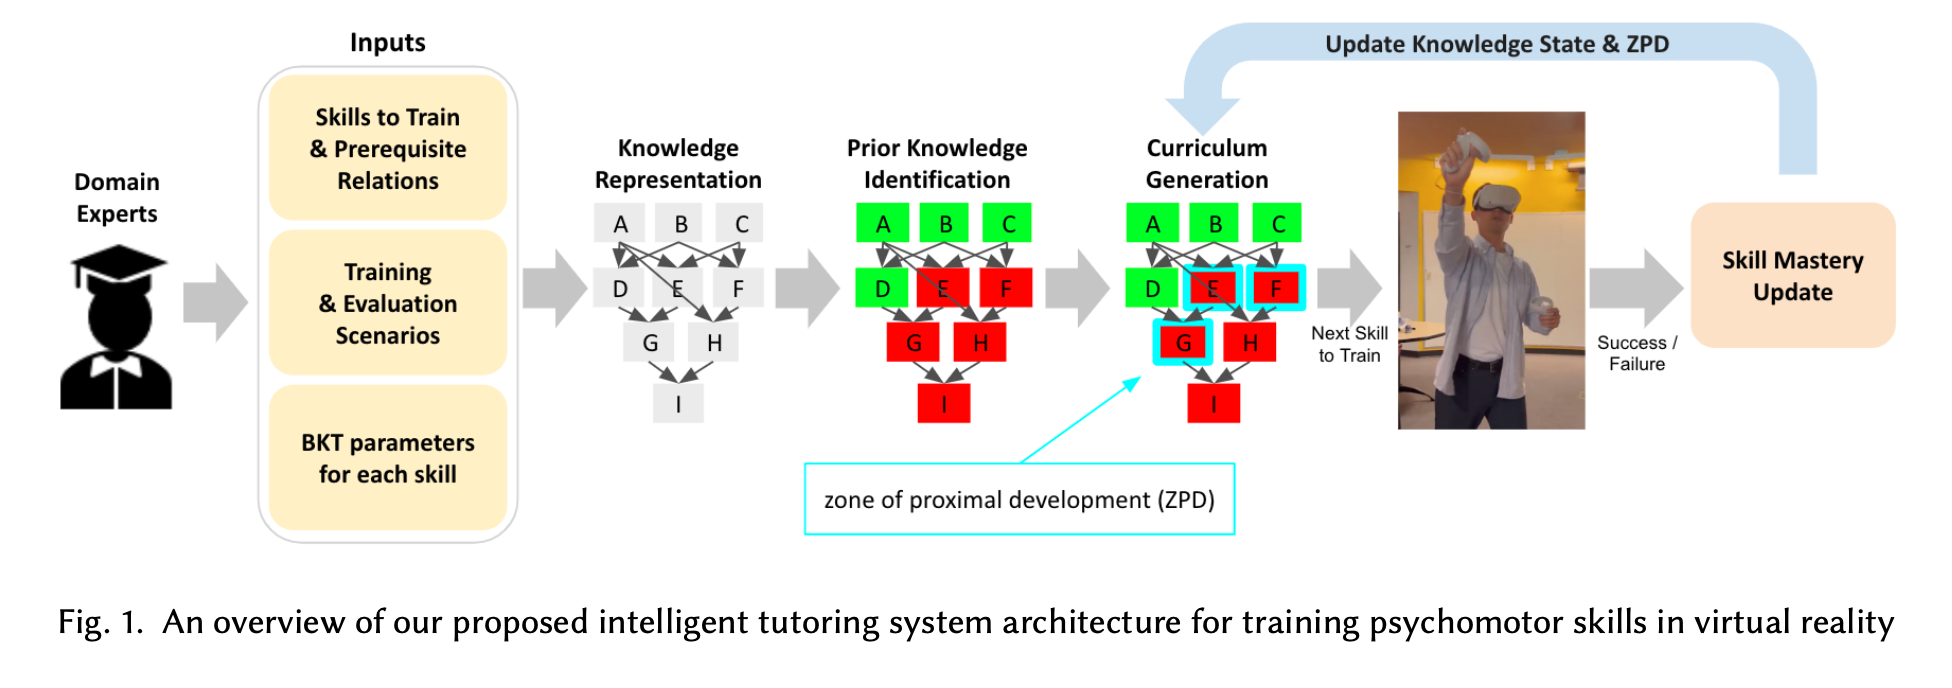 Inputs
Update Knowledge State & ZPD
Domain
Experts
Skills to Train
& Prerequisite
Relations
Training
& Evaluation
Scenarios
BKT parameters
for each skill
Knowledge
Representation
A B C
D E F
G H
I
Prior Knowledge
Identification
A B C
D E F
G H
I
Curriculum
Generation
A B C
D E F
G H
I
zone of proximal development (ZPD)
Next Skill
to Train
Success /
Failure
Skill Mastery
Update
Fig. 1. An overview of our proposed intelligent tutoring system architecture for training psychomotor skills in virtual reality